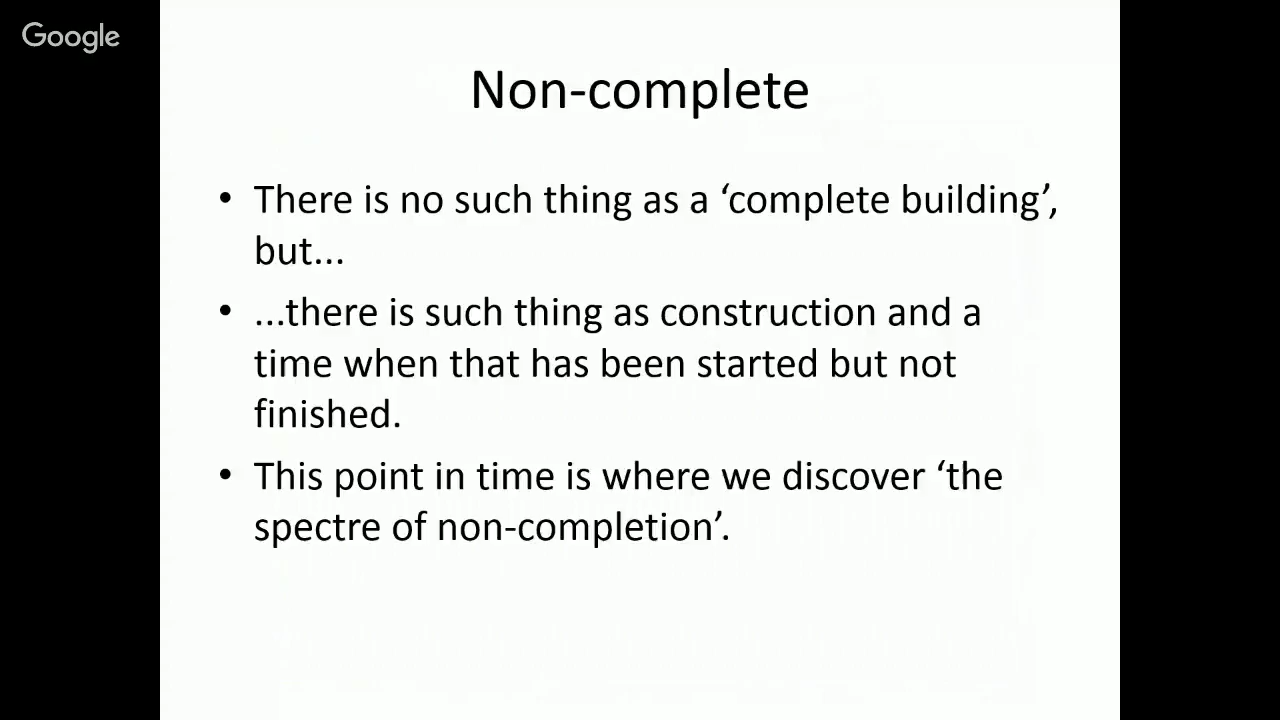 Google
Non-complete
• There is no such thing as a ‘complete building’,
but...
• ...there is such thing as construction and a
time when that has been started but not
finished.
• This point in time is where we discover ‘the
spectre of non-completion’.